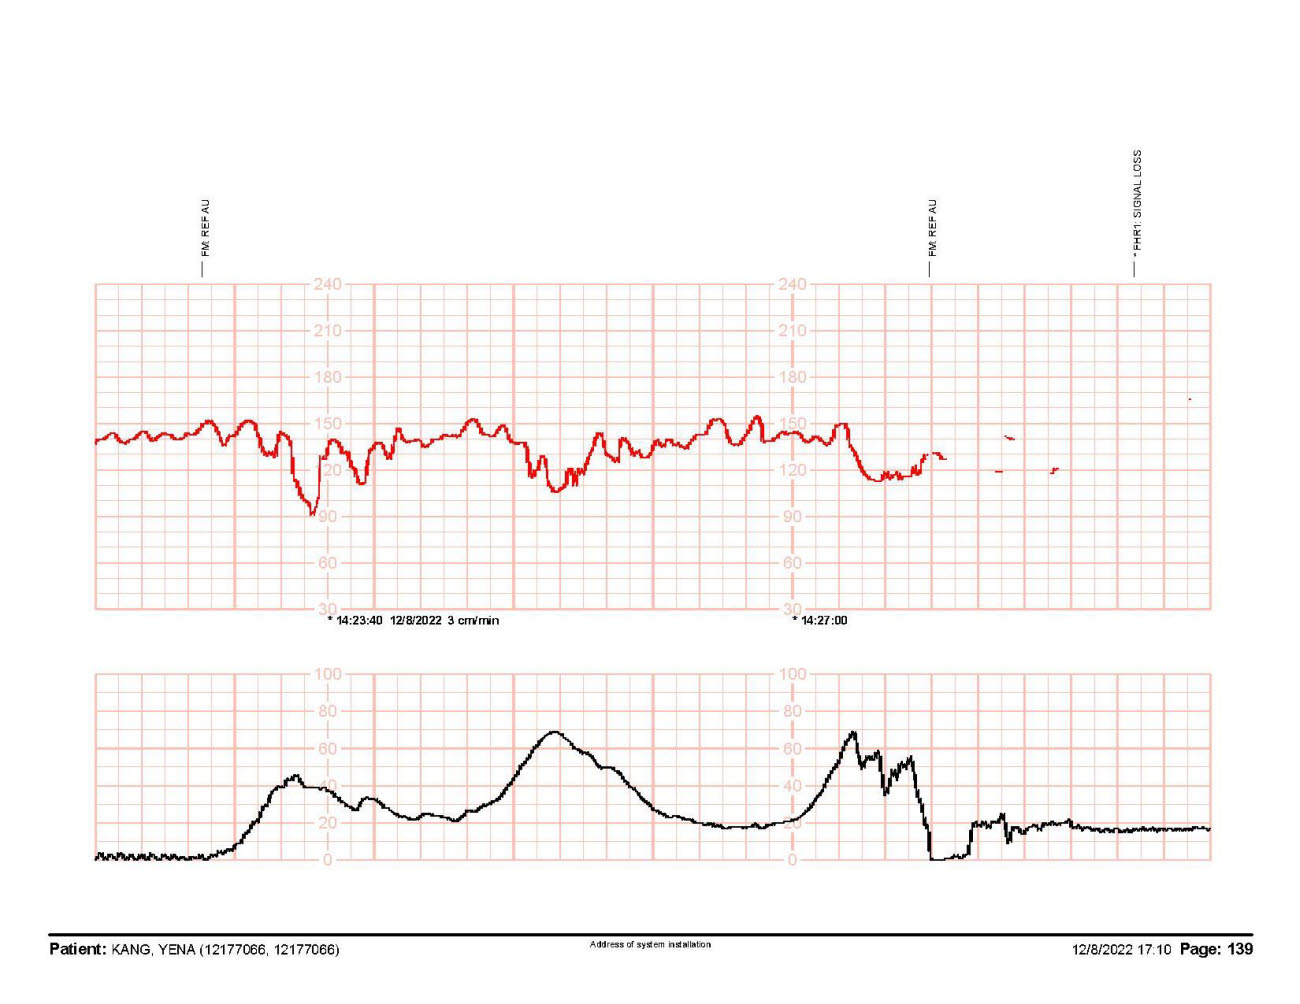 FM: REF AU
FM: REF AU
* FHR1: SIGNAL LOSS
240 240
210 210
180 180
150 150
120 120
90 90
60 60
30 30
* 14:23:40 12/8/2022 3 cm/min * 14:27:00
100 100
80 80
60 60
40 40
20 20
0 0
Patient: KANG, YENA (12177066, 12177066) Address of system installation 12/8/2022 17:10 Page: 139